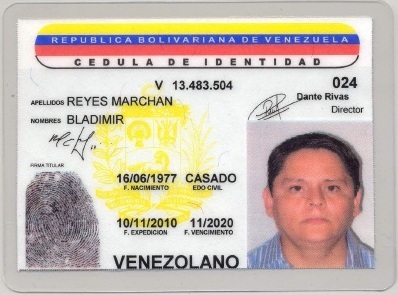 REPUBLICA BOLIVARIANA DE VENEZUELA
CEDULA DE IDENTIDAD
V 13.483.504 024
APELLIDOS REYES MARCHAN
Dante Rivas
Director
NOMBRES BLADIMIR
FIRMA TITULAR
16/06/1977 CASADO
F. NACIMIENTO EDO CIVIL
10/11/2010 11/2020
F. EXPEDICION F. VENCIMIENTO
VENEZOLANO